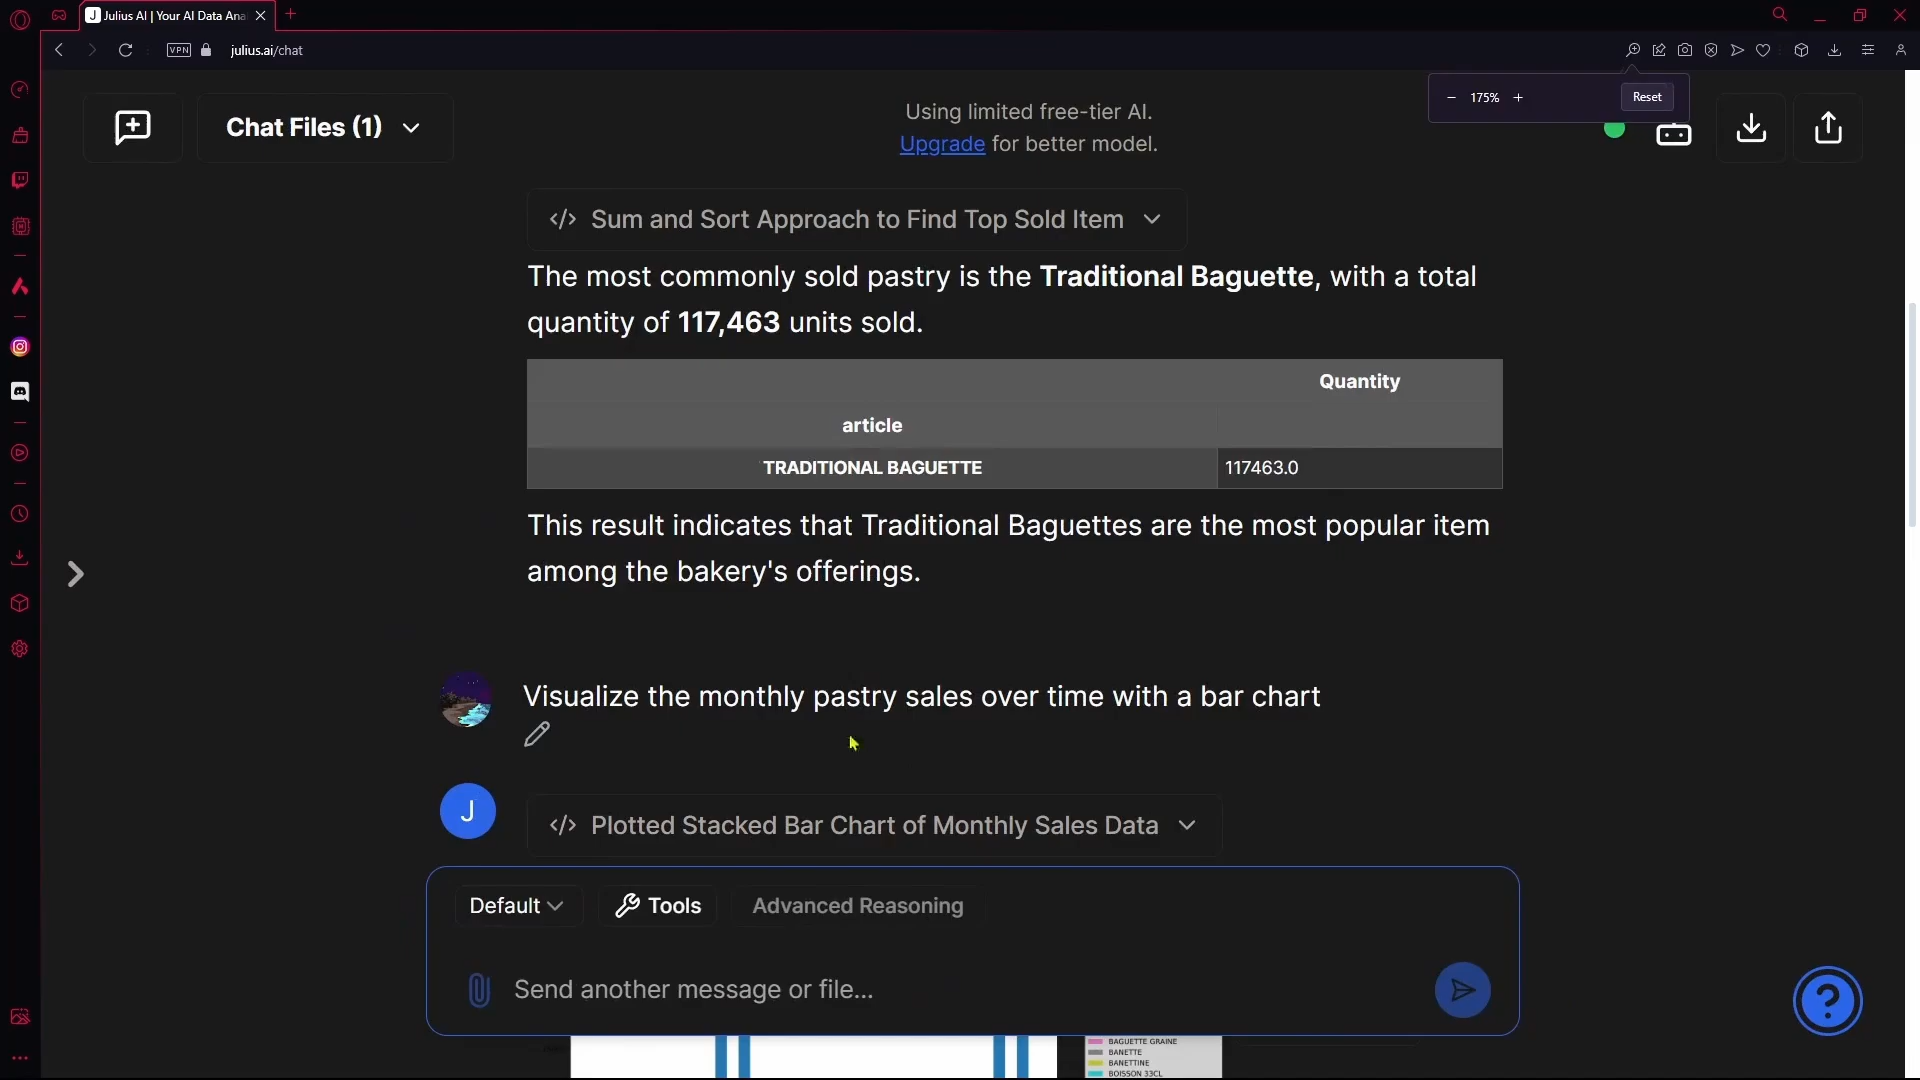 Julius AI | Your AI Data Ana
VPN
julius.ai/chat
175%
Reset
Chat Files (1)
Using limited free-tier AI.
Upgrade for better model.
</> Sum and Sort Approach to Find Top Sold Item
The most commonly sold pastry is the Traditional Baguette, with a total
quantity of 117,463 units sold.
Quantity
article
TRADITIONAL BAGUETTE 117463.0
This result indicates that Traditional Baguettes are the most popular item
among the bakery's offerings.
Visualize the monthly pastry sales over time with a bar chart
J
</> Plotted Stacked Bar Chart of Monthly Sales Data
Default
Tools
Advanced Reasoning
Send another message or file...
BAGUETTE GRAINE
BANETTE
BANETTINE
BOISSON 33CL